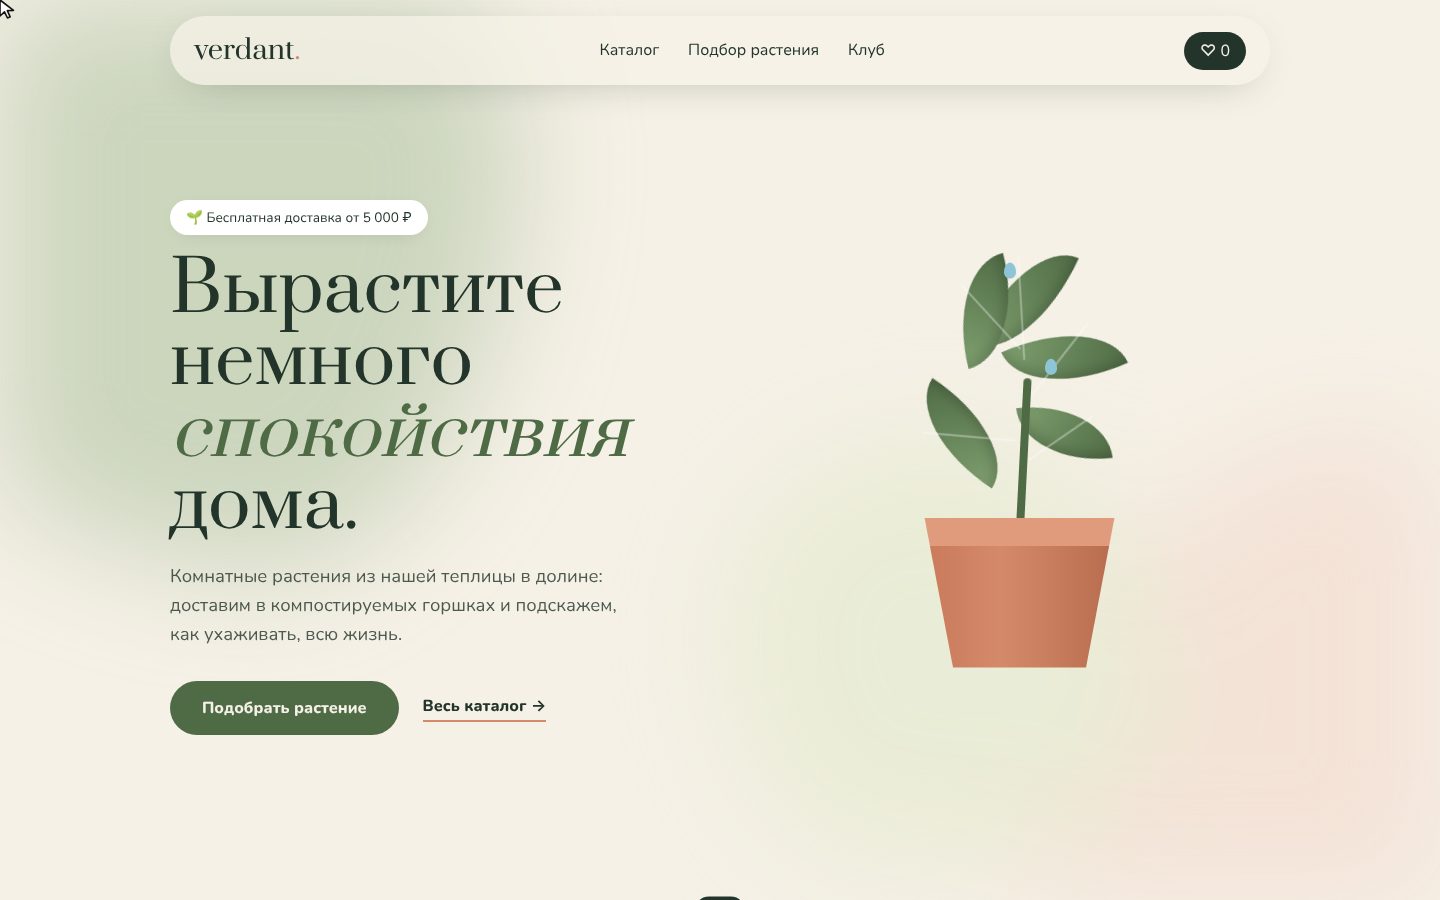 verdant.
Каталог
Подбор растения
Клуб
♡ 0
🌱 Бесплатная доставка от 5 000 ₽
Вырастите
немного
спокойствия
дома.
Комнатные растения из нашей теплицы в долине:
доставим в компостируемых горшках и подскажем,
как ухаживать, всю жизнь.
Подобрать растение
Весь каталог →